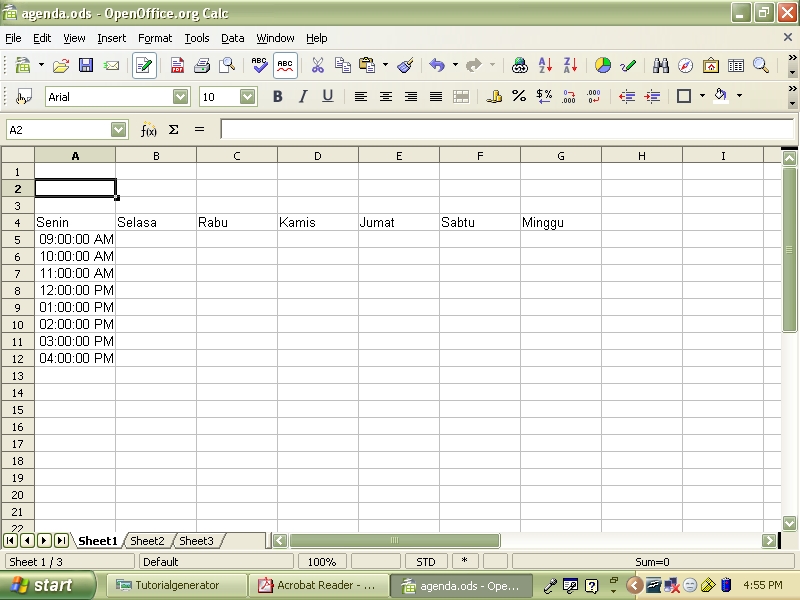 agenda.ods - OpenOffice.org Calc
File Edit View Insert Format Tools Data Window Help
ABC ABC
Arial 10 B I U
A2 f(x) Σ =
A B C D E F G H I
1
2
3
4 Senin Selasa Rabu Kamis Jumat Sabtu Minggu
5 09:00:00 AM
6 10:00:00 AM
7 11:00:00 AM
8 12:00:00 PM
9 01:00:00 PM
10 02:00:00 PM
11 03:00:00 PM
12 04:00:00 PM
13
14
15
16
17
18
19
20
21
22
Sheet1 Sheet2 Sheet3
Sheet 1 / 3 Default 100% STD * Sum=0
start Tutorialgenerator Acrobat Reader - ... agenda.ods - Ope... 4:55 PM